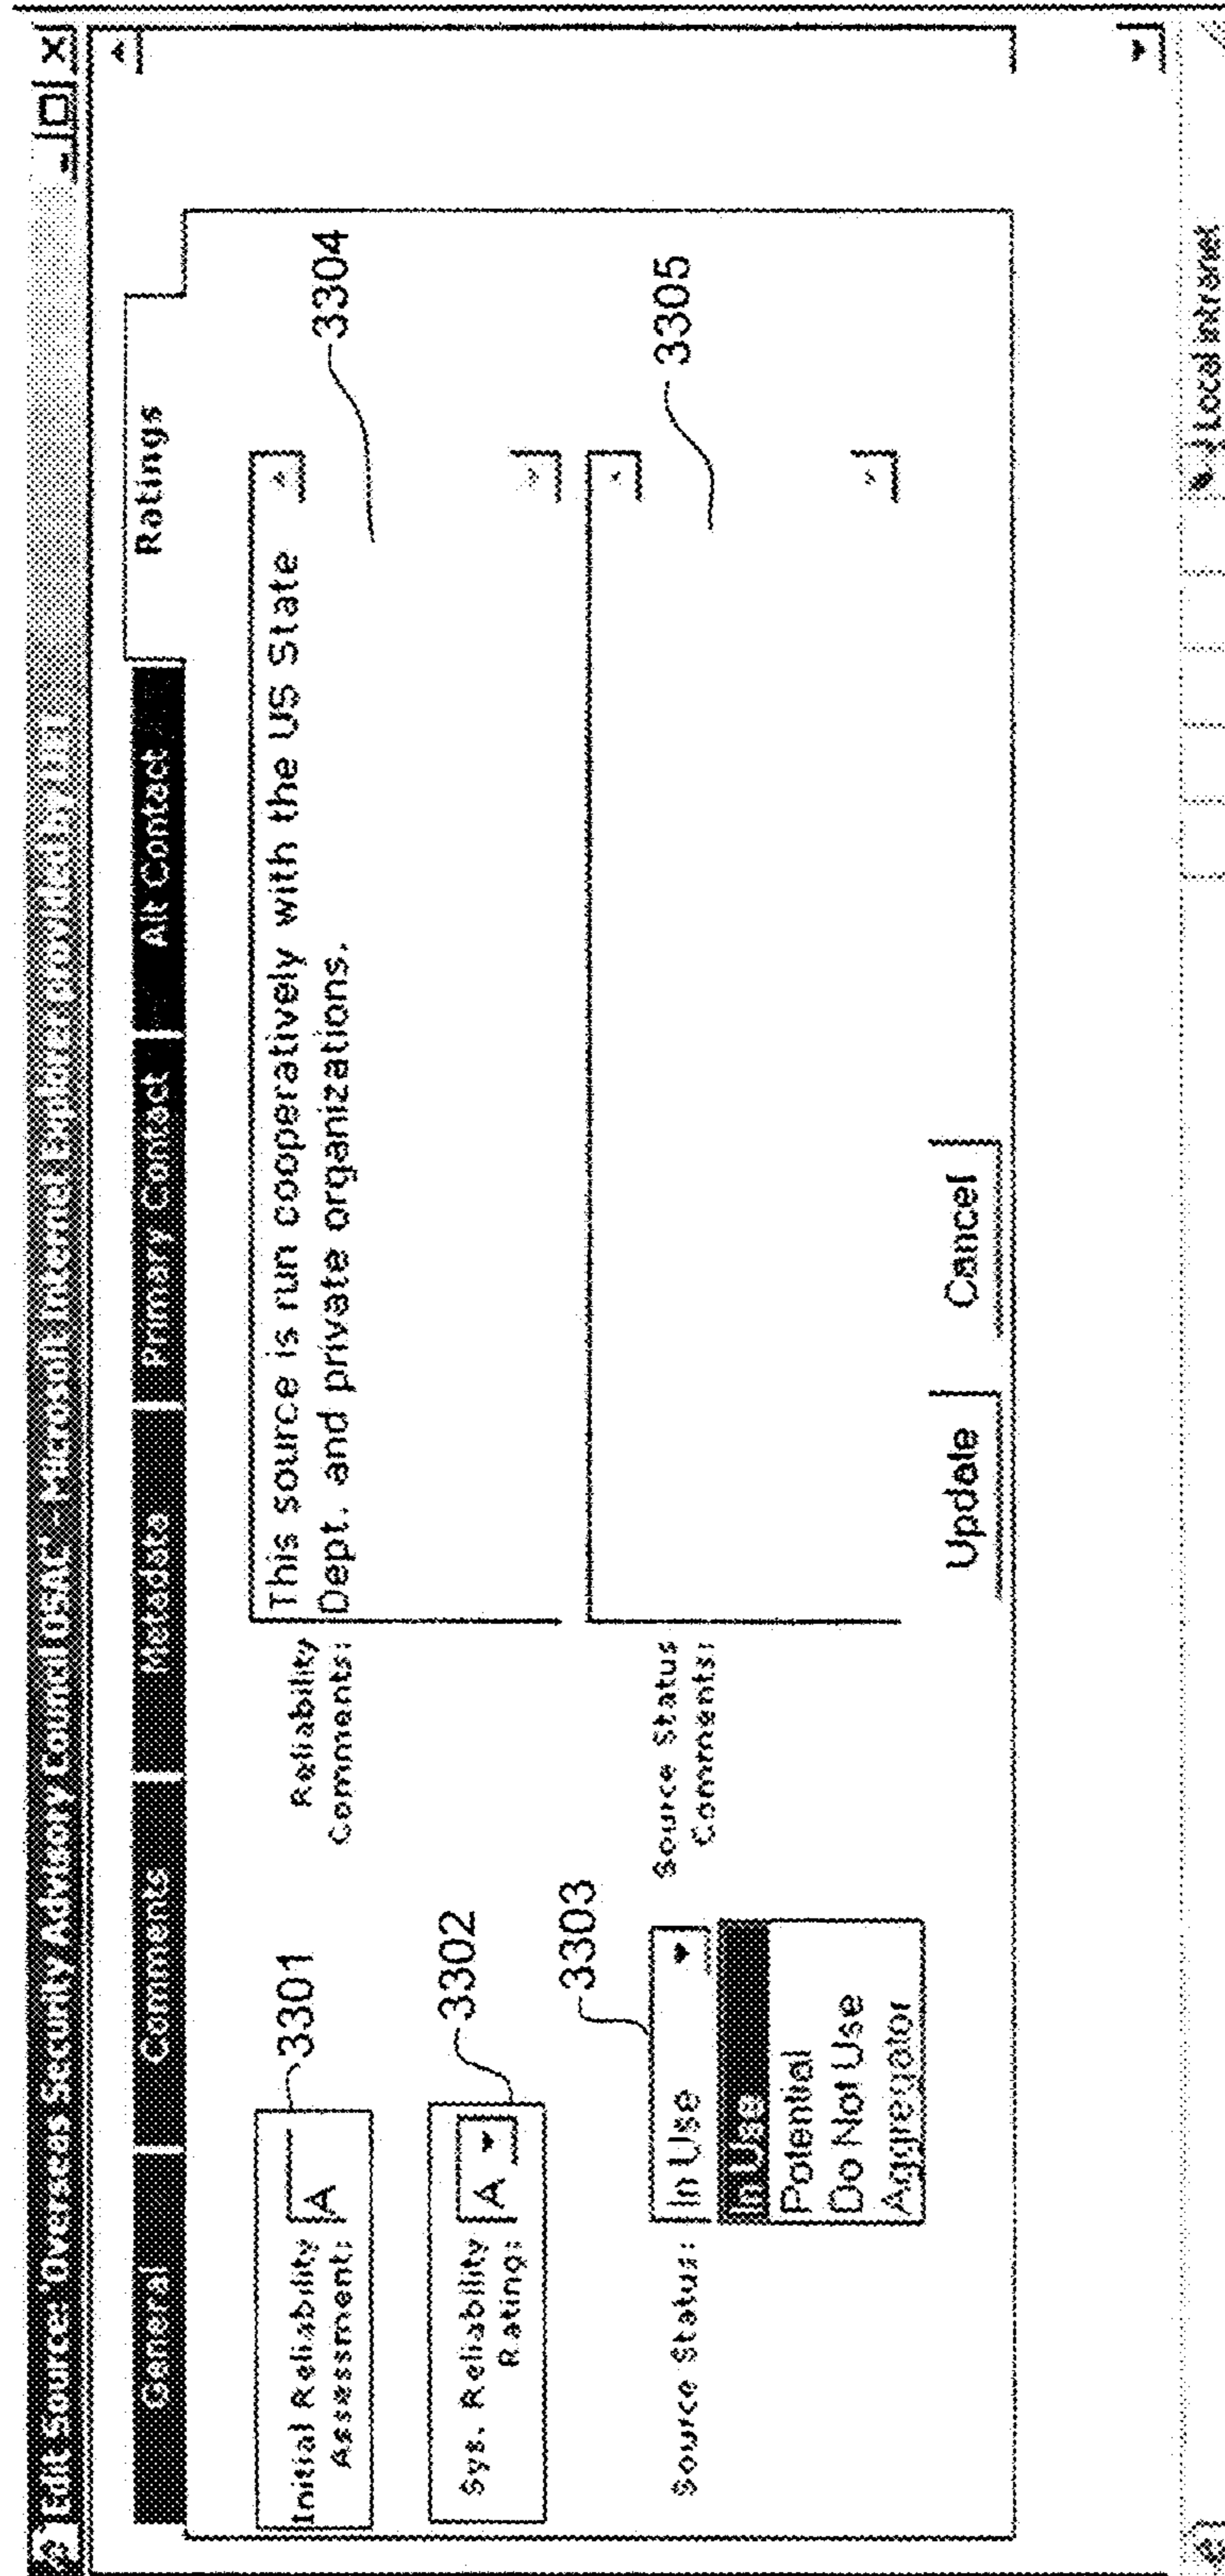 Edit Source: 'Overseas Security Advisory Council OSAC' - Microsoft Internet Explorer provided by
General
Comments
Metadata
Primary Contact
Alt Contact
Ratings
Initial Reliability
Assessment:
A
3301
Reliability
Comments:
This source is run cooperatively with the US State
Dept. and private organizations.
3304
Sys. Reliability
Rating:
A
3302
3303
Source Status:
In Use
In Use
Potential
Do Not Use
Aggregator
Source Status
Comments:
3305
Update
Cancel
Local intranet